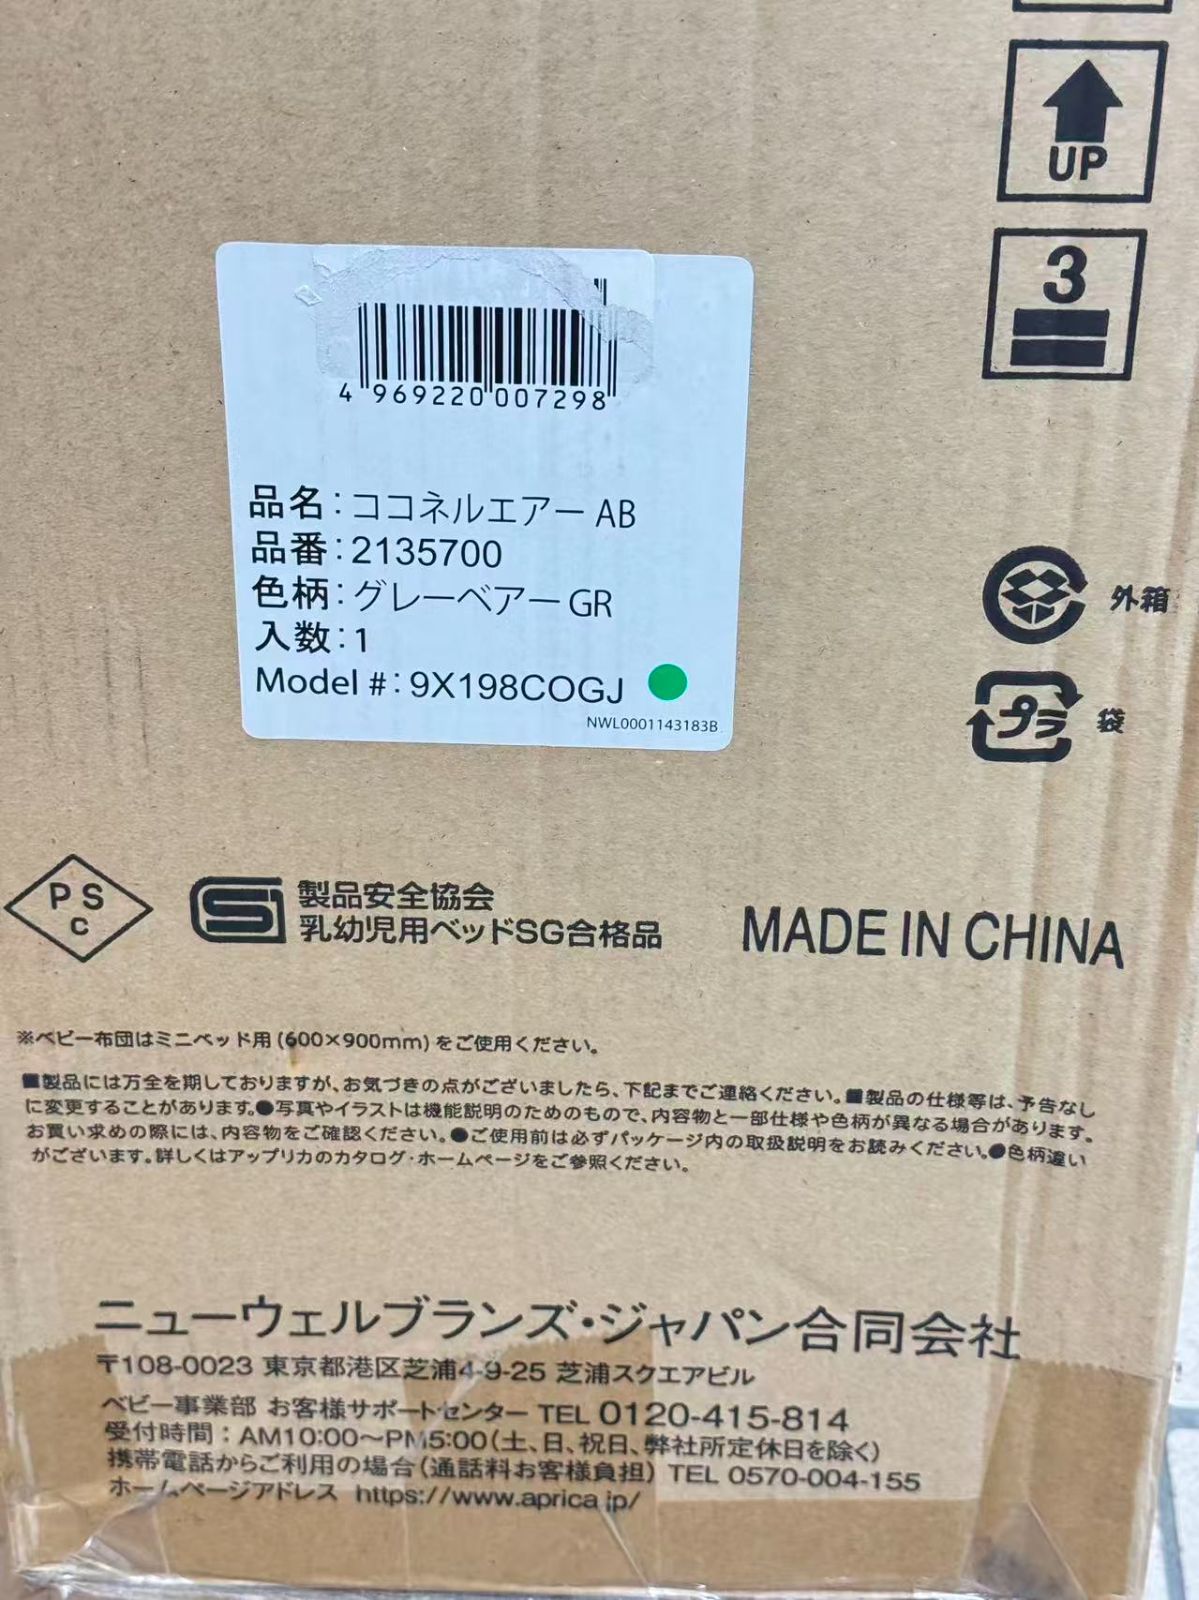 UP
3
4 969220 007298
品名：ココネルエアー AB
品番：2135700
色柄：グレーベアー GR
入数：1
Model #：9X198COGJ
NWL0001143183B
外箱
プラ 袋
PS
C
製品安全協会
乳幼児用ベッドSG合格品
MADE IN CHINA
※ベビー布団はミニベッド用(600×900mm)をご使用ください。
■製品には万全を期しておりますが、お気づきの点がございましたら、下記までご連絡ください。■製品の仕様等は、予告なし
に変更することがあります。●写真やイラストは機能説明のためのもので、内容物と一部仕様や色柄が異なる場合があります。
お買い求めの際には、内容物をご確認ください。●ご使用前は必ずパッケージ内の取扱説明をお読みください。●色柄違い
がございます。詳しくはアップリカのカタログ・ホームページをご参照ください。
ニューウェルブランズ・ジャパン合同会社
〒108-0023 東京都港区芝浦4-9-25 芝浦スクエアビル
ベビー事業部 お客様サポートセンター TEL 0120-415-814
受付時間：AM10:00～PM5:00(土、日、祝日、弊社所定休日を除く)
携帯電話からご利用の場合(通話料お客様負担) TEL 0570-004-155
ホームページアドレス https://www.aprica.jp/